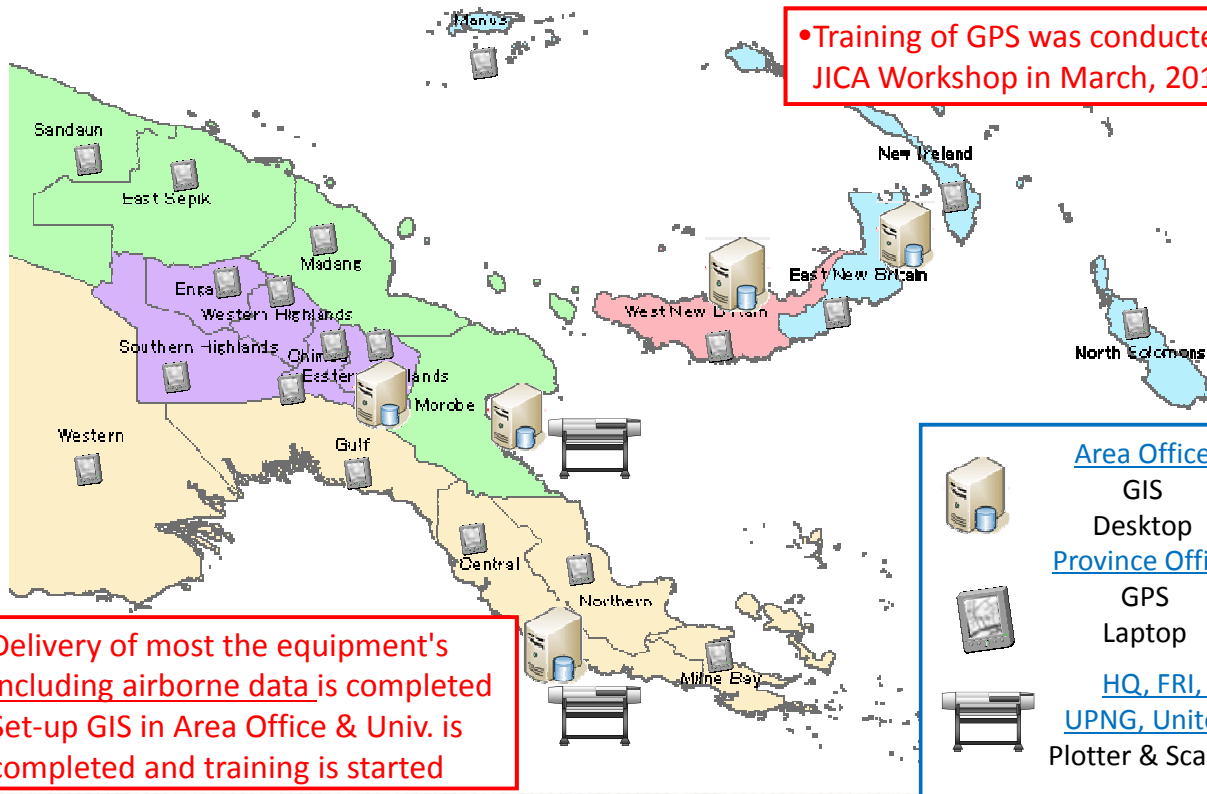 Manus
•Training of GPS was conducte
JICA Workshop in March, 201
Sandaun
New Ireland
East Sepik
Madang
East New Britain
Enga
Western Highlands
West New Britain
Southern Highlands
North Solomons
Easter
lands
Morobe
Western
Gulf
Central
Northern
Milne Bay
Delivery of most the equipment's
including airborne data is completed
Set-up GIS in Area Office & Univ. is
completed and training is started
Area Office
GIS
Desktop
Province Offi
GPS
Laptop
HQ, FRI,
UPNG, Unite
Plotter & Sca